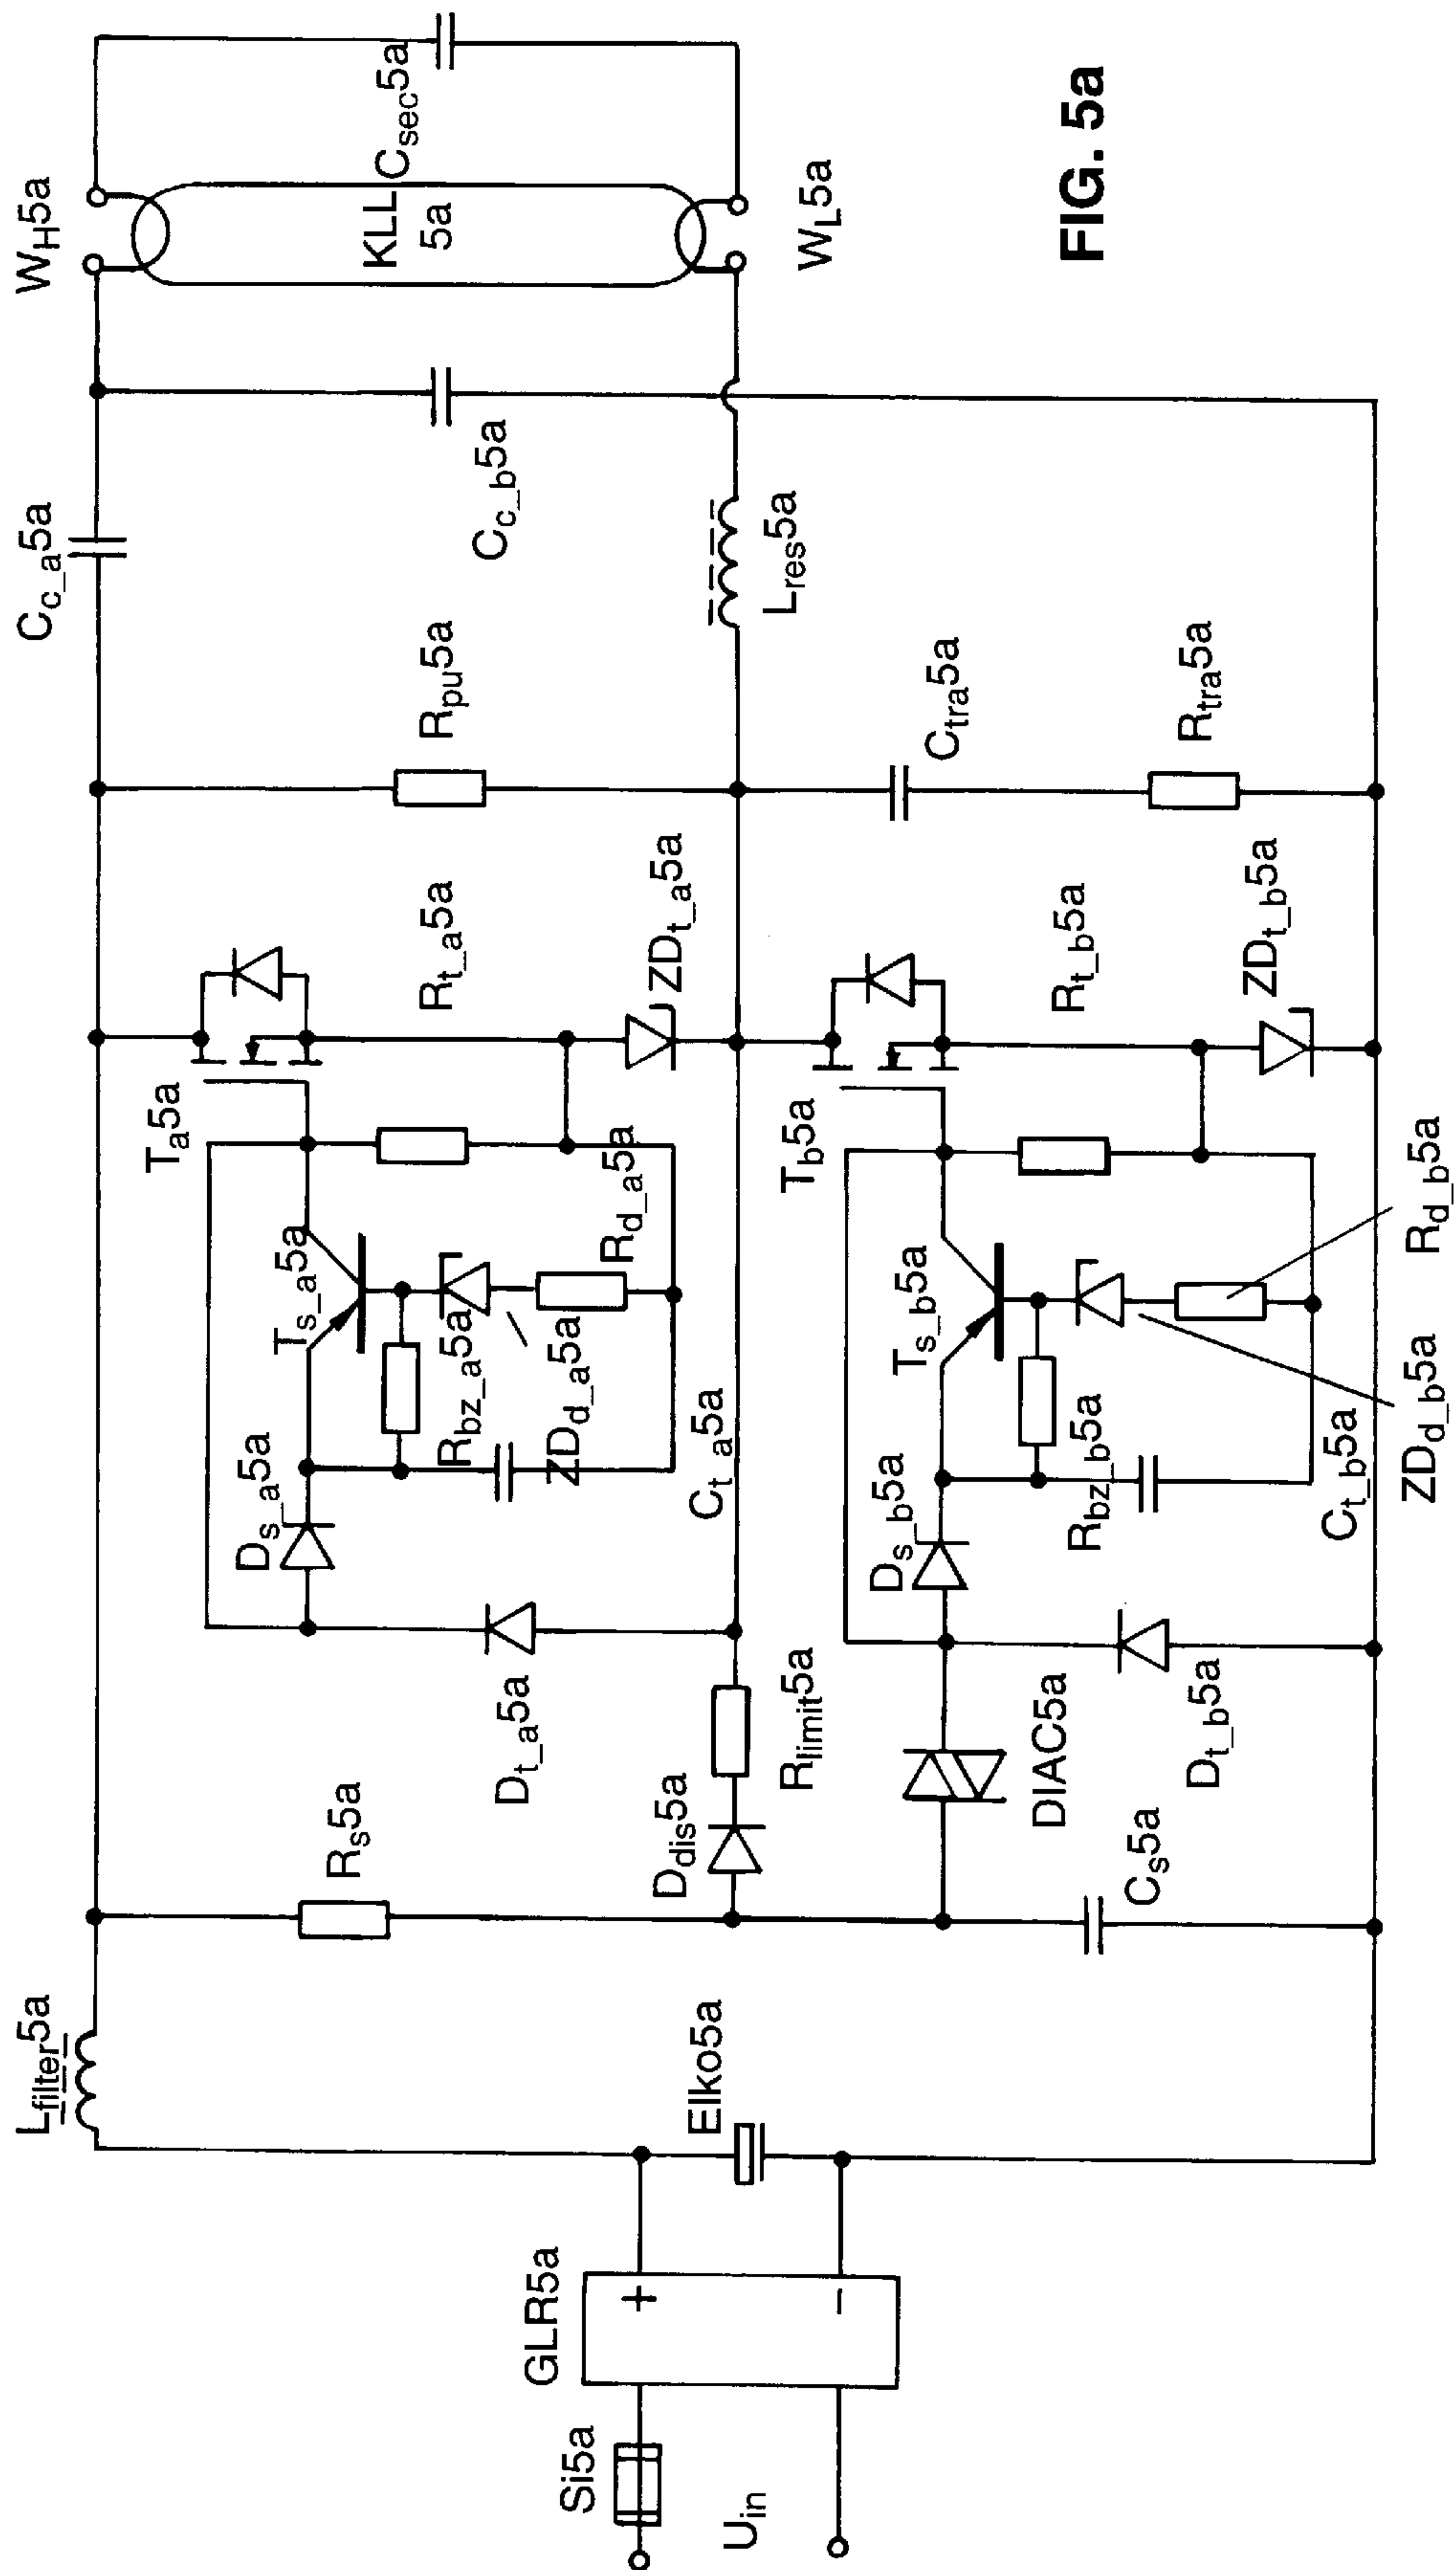 L_filter5a
C_c_a5a
W_H5a
T_a5a
R_s5a
D_s_a5a
T_s_a5a
R_t_a5a
R_pu5a
C_c_b5a
KLL
5a
C_sec5a
R_bz_a5a
D_t_a5a
ZD_d_a5a
R_d_a5a
ZD_t_a5a
GLR5a
+
Elko5a
D_dis5a
C_t_a5a
L_res5a
Si5a
R_limit5a
T_b5a
W_L5a
U_in
−
D_s_b5a
T_s_b5a
C_tra5a
DIAC5a
R_bz_b5a
R_t_b5a
FIG. 5a
C_s5a
D_t_b5a
R_tra5a
C_t_b5a
ZD_t_b5a
ZD_d_b5a
R_d_b5a